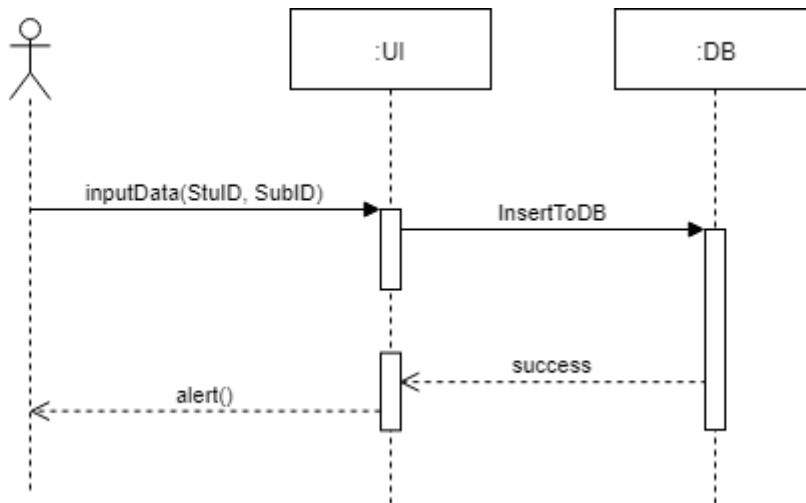 :UI
:DB
inputData(StuID, SubID)
InsertToDB
success
alert()